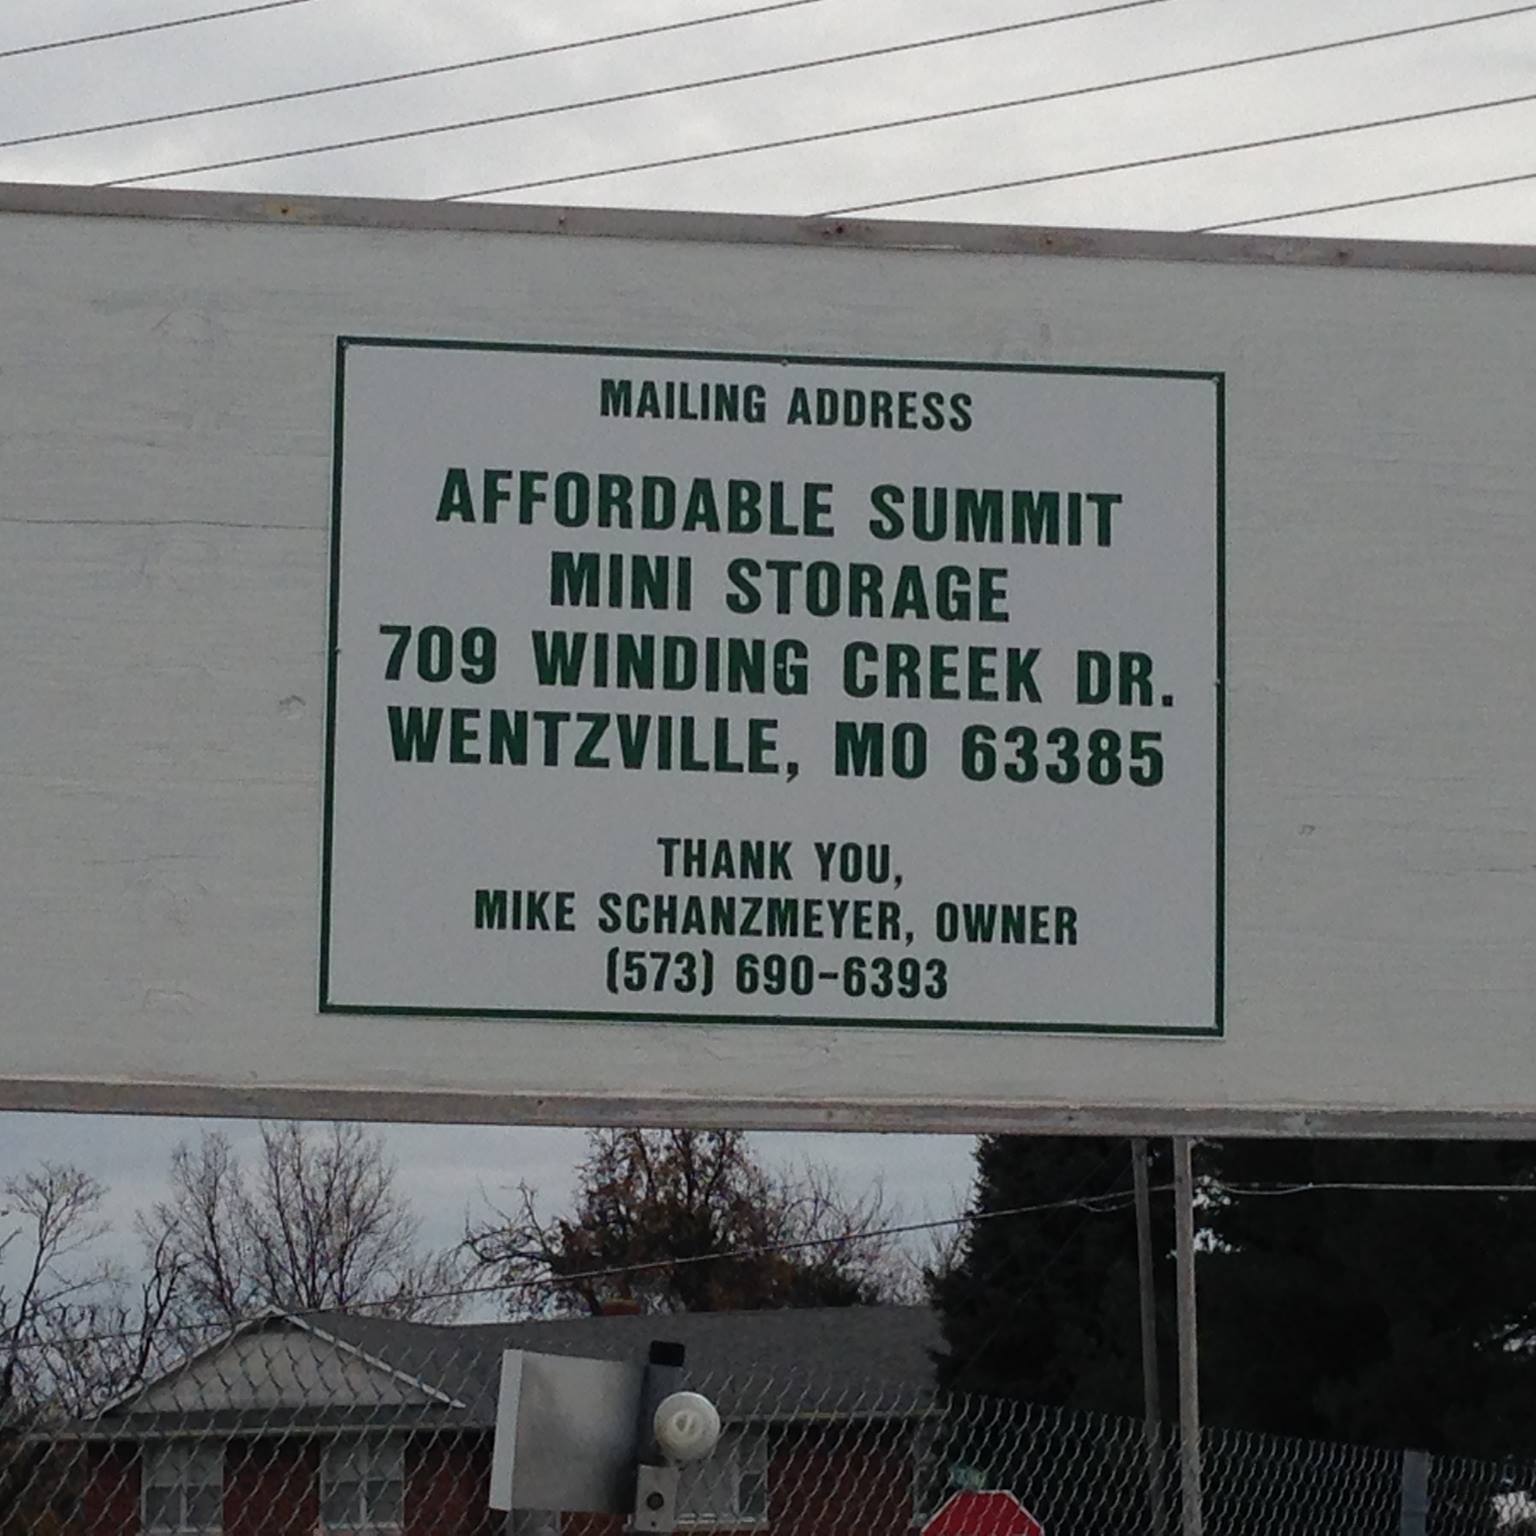 MAILING ADDRESS
AFFORDABLE SUMMIT
MINI STORAGE
709 WINDING CREEK DR.
WENTZVILLE, MO 63385
THANK YOU,
MIKE SCHANZMEYER, OWNER
(573) 690-6393